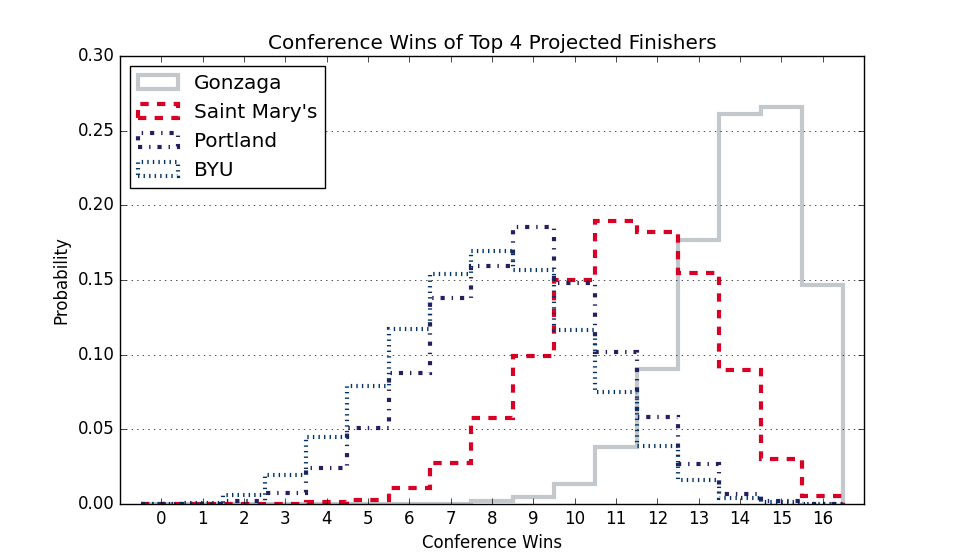 Conference Wins of Top 4 Projected Finishers
0.30
0.25
0.20
0.15
0.10
0.05
0.00
Probability
Gonzaga
Saint Mary's
Portland
BYU
0 1 2 3 4 5 6 7 8 9 10 11 12 13 14 15 16
Conference Wins